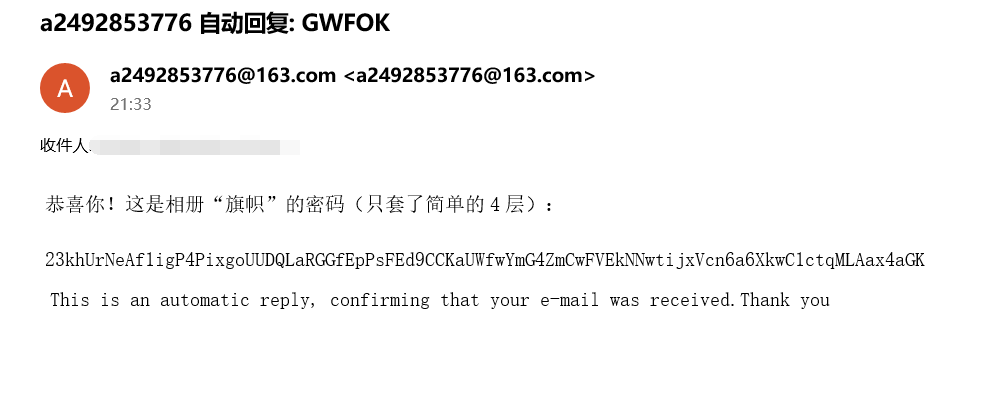 a2492853776 自动回复: GWFOK
A
a2492853776@163.com <a2492853776@163.com>
21:33
收件人:
恭喜你！这是相册“旗帜”的密码（只套了简单的 4 层）：
23khUrNeAfligP4PixgoUUDQLaRGGfEpPsFEd9CCKaUWfwYmG4ZmCwFVEkNNwtijxVcn6a6XkwClctqMLAax4aGK
This is an automatic reply, confirming that your e-mail was received.Thank you